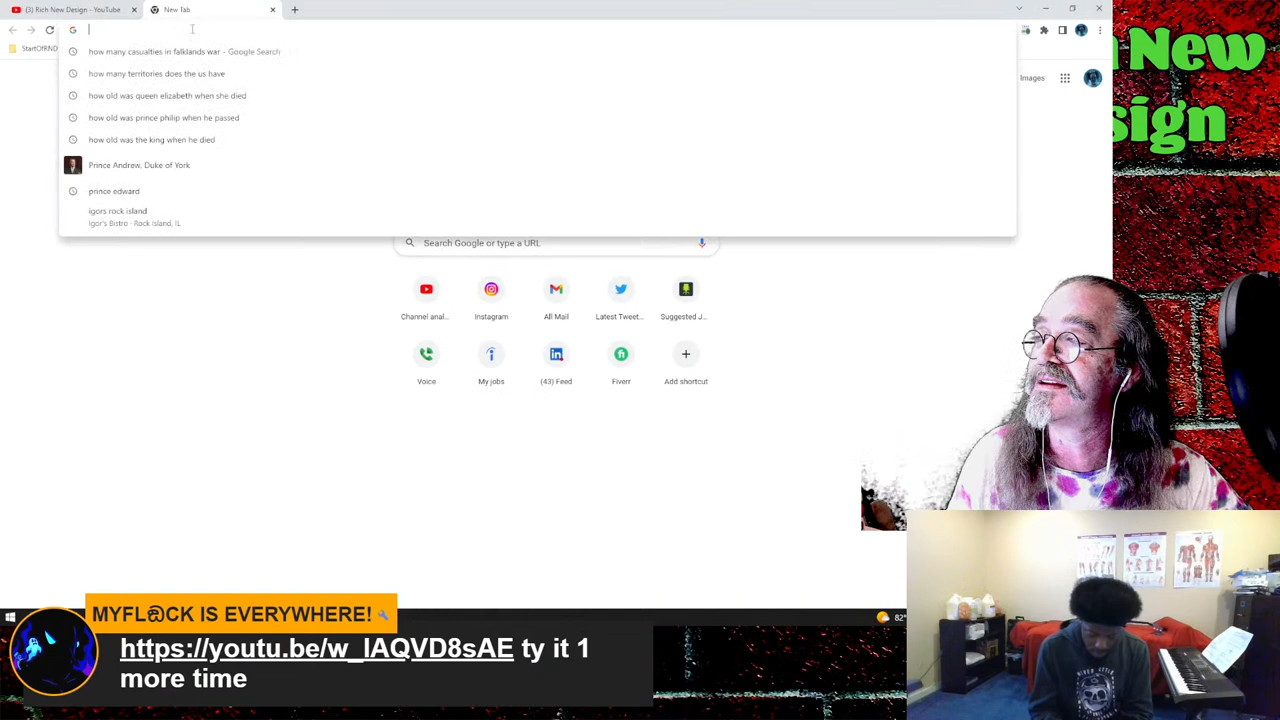 (3) Rich New Design - YouTube
New Tab
StartOfRND
how many casualties in falklands war - Google Search
how many territories does the us have
how old was queen elizabeth when she died
how old was prince philip when he passed
how old was the king when he died
Prince Andrew, Duke of York
prince edward
igors rock island
Igor's Bistro · Rock Island, IL
Images
New
sign
Search Google or type a URL
Channel anal...
Instagram
All Mail
Latest Tweet...
Suggested J...
Voice
My jobs
(43) Feed
Fiverr
Add shortcut
82°
MYFLඞCK IS EVERYWHERE!
https://youtu.be/w_lAQVD8sAE ty it 1
more time